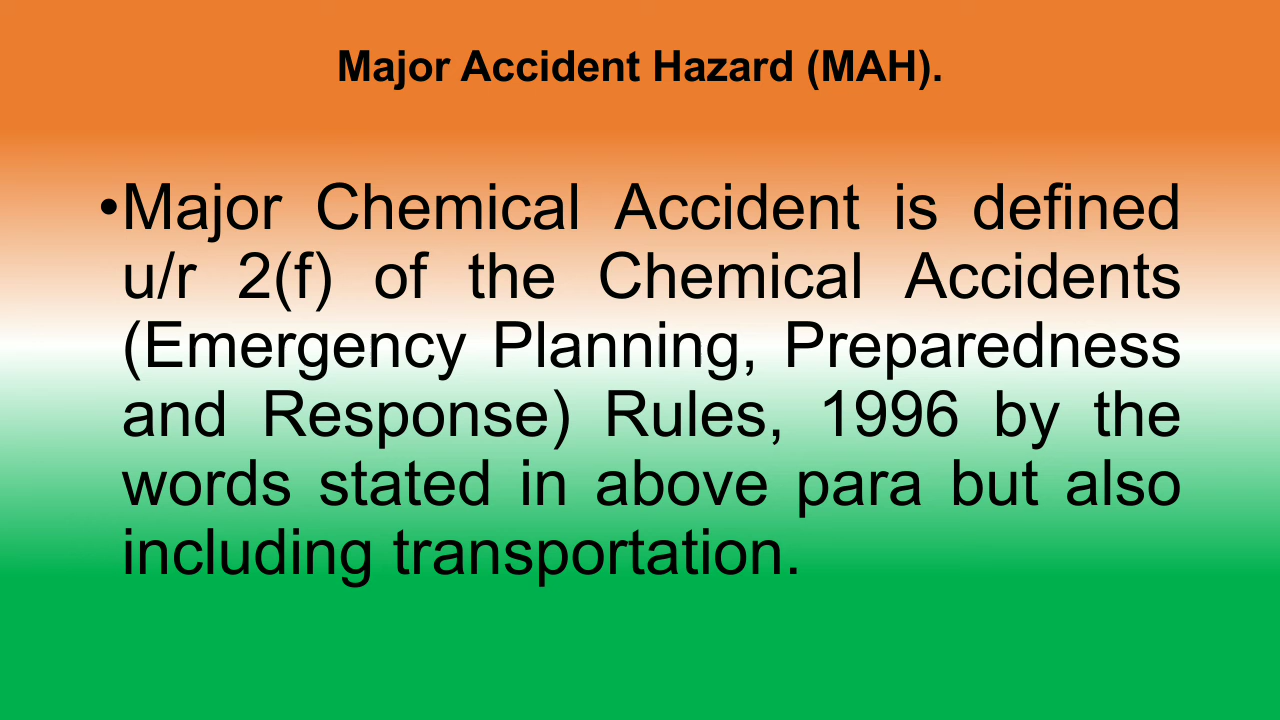 Major Accident Hazard (MAH).
•Major Chemical Accident is defined
u/r 2(f) of the Chemical Accidents
(Emergency Planning, Preparedness
and Response) Rules, 1996 by the
words stated in above para but also
including transportation.